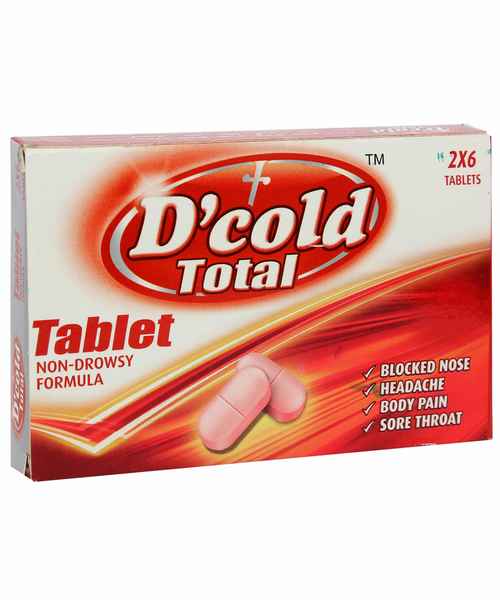 D'cold
Total
TM
2X6
TABLETS
Tablet
NON-DROWSY
FORMULA
✓ BLOCKED NOSE
✓ HEADACHE
✓ BODY PAIN
✓ SORE THROAT